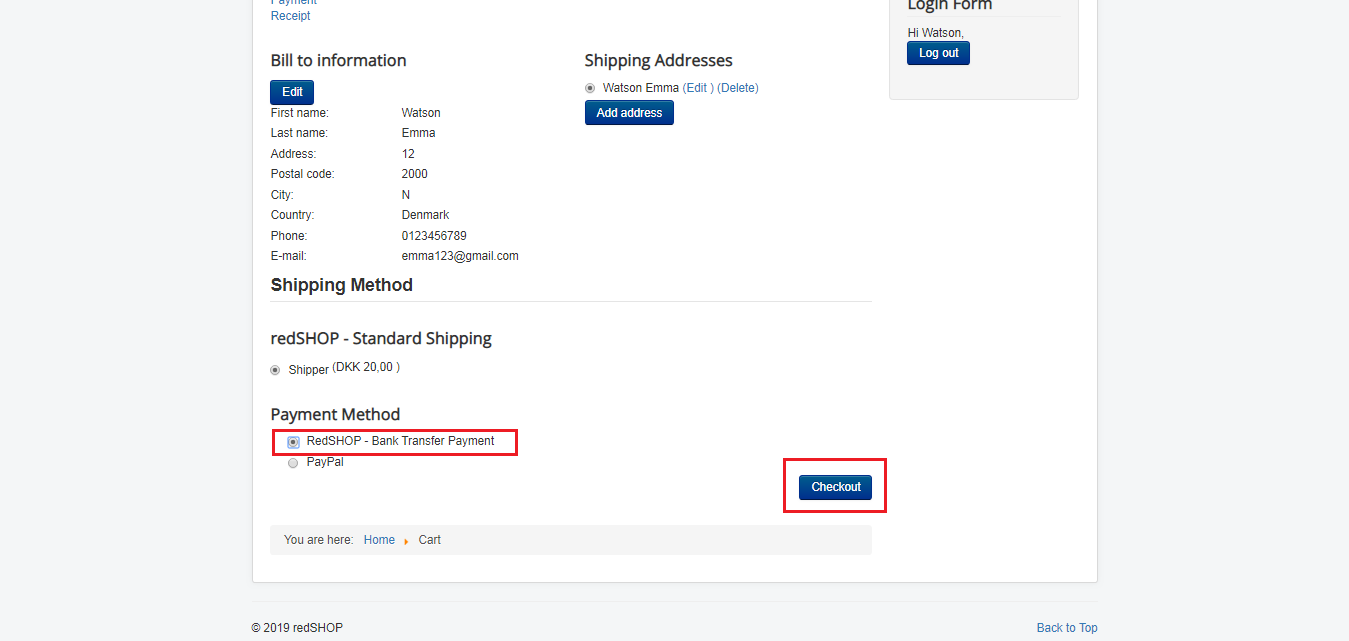 Payment
Receipt
Login Form
Hi Watson,
Log out
Bill to information
Edit
First name: Watson
Last name: Emma
Address: 12
Postal code: 2000
City: N
Country: Denmark
Phone: 0123456789
E-mail: emma123@gmail.com
Shipping Addresses
Watson Emma (Edit ) (Delete)
Add address
Shipping Method
redSHOP - Standard Shipping
Shipper (DKK 20,00 )
Payment Method
RedSHOP - Bank Transfer Payment
PayPal
Checkout
You are here: Home Cart
© 2019 redSHOP
Back to Top